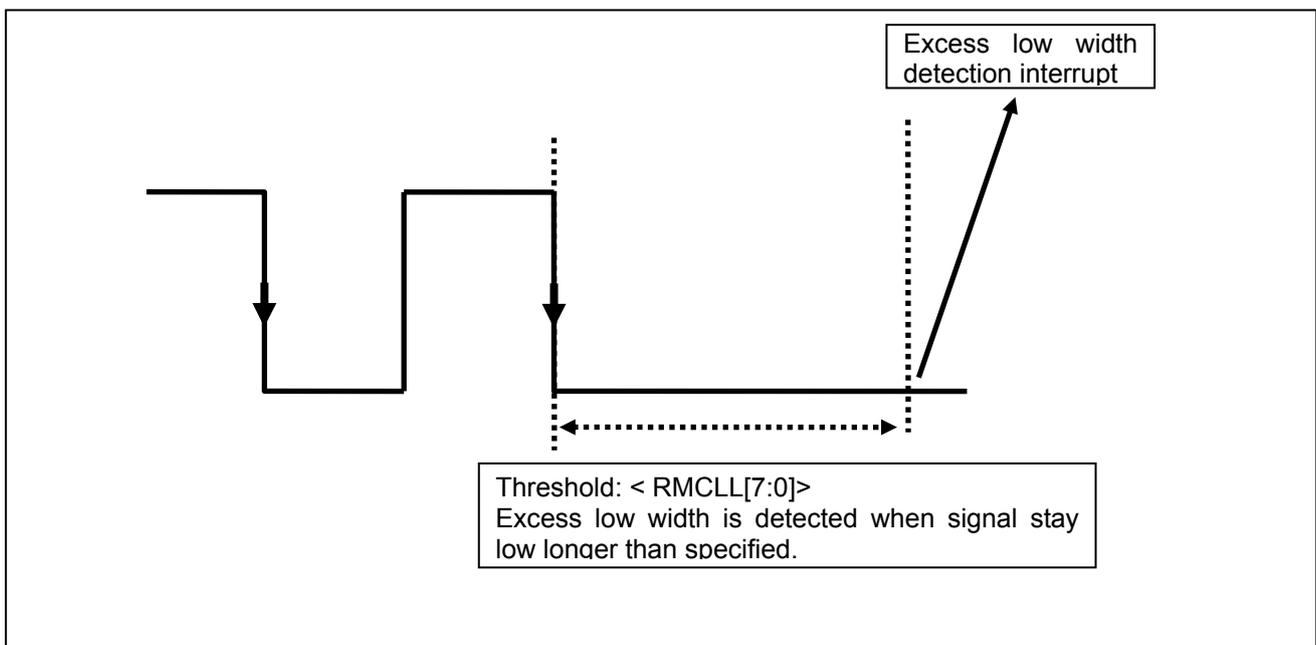 Excess low width
detection interrupt
Threshold: < RMCLL[7:0]>
Excess low width is detected when signal stay
low longer than specified.